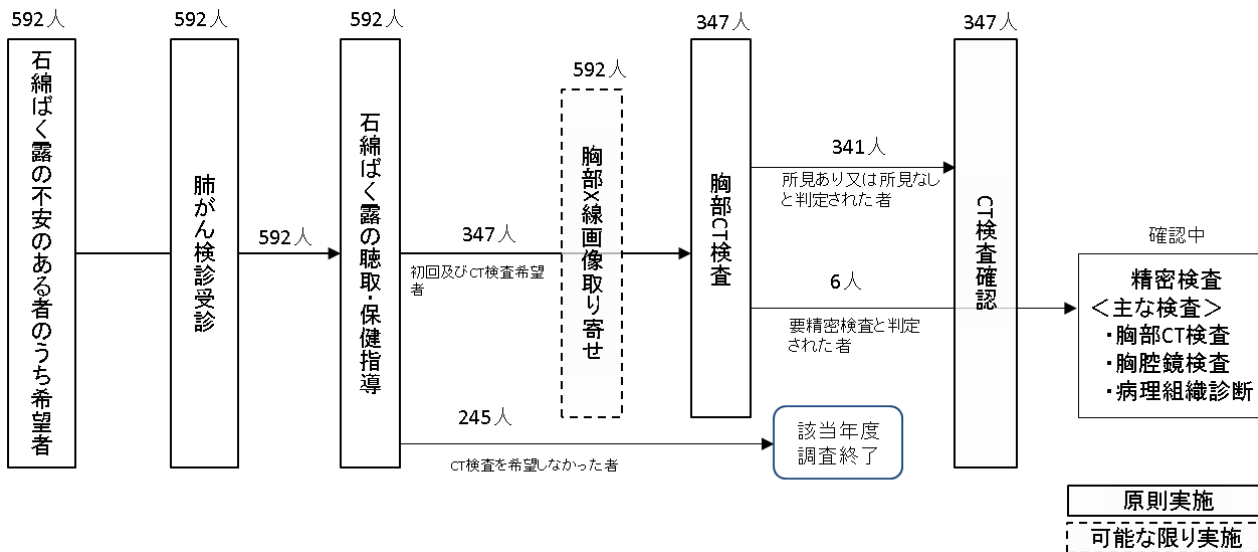 592人
石綿ばく露の不安のある者のうち希望者
592人
肺がん検診受診
592人
592人
石綿ばく露の聴取・保健指導
347人
初回及びCT検査希望
者
245人
CT検査を希望しなかった者
592人
胸部X線画像取り寄せ
347人
胸部CT検査
341人
所見あり又は所見なし
と判定された者
6人
要精密検査と判定
された者
該当年度
調査終了
347人
CT検査確認
確認中
精密検査
＜主な検査＞
・胸部CT検査
・胸腔鏡検査
・病理組織診断
原則実施
可能な限り実施